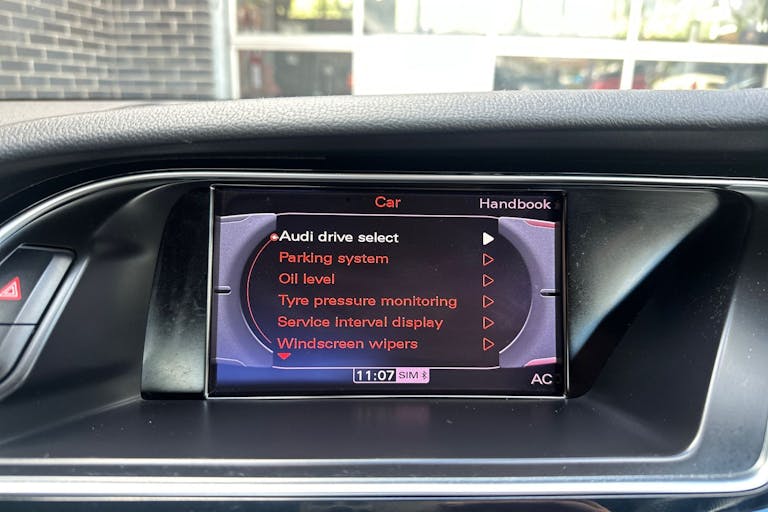 Car
Handbook
Audi drive select
Parking system
Oil level
Tyre pressure monitoring
Service interval display
Windscreen wipers
11:07 SIM
AC